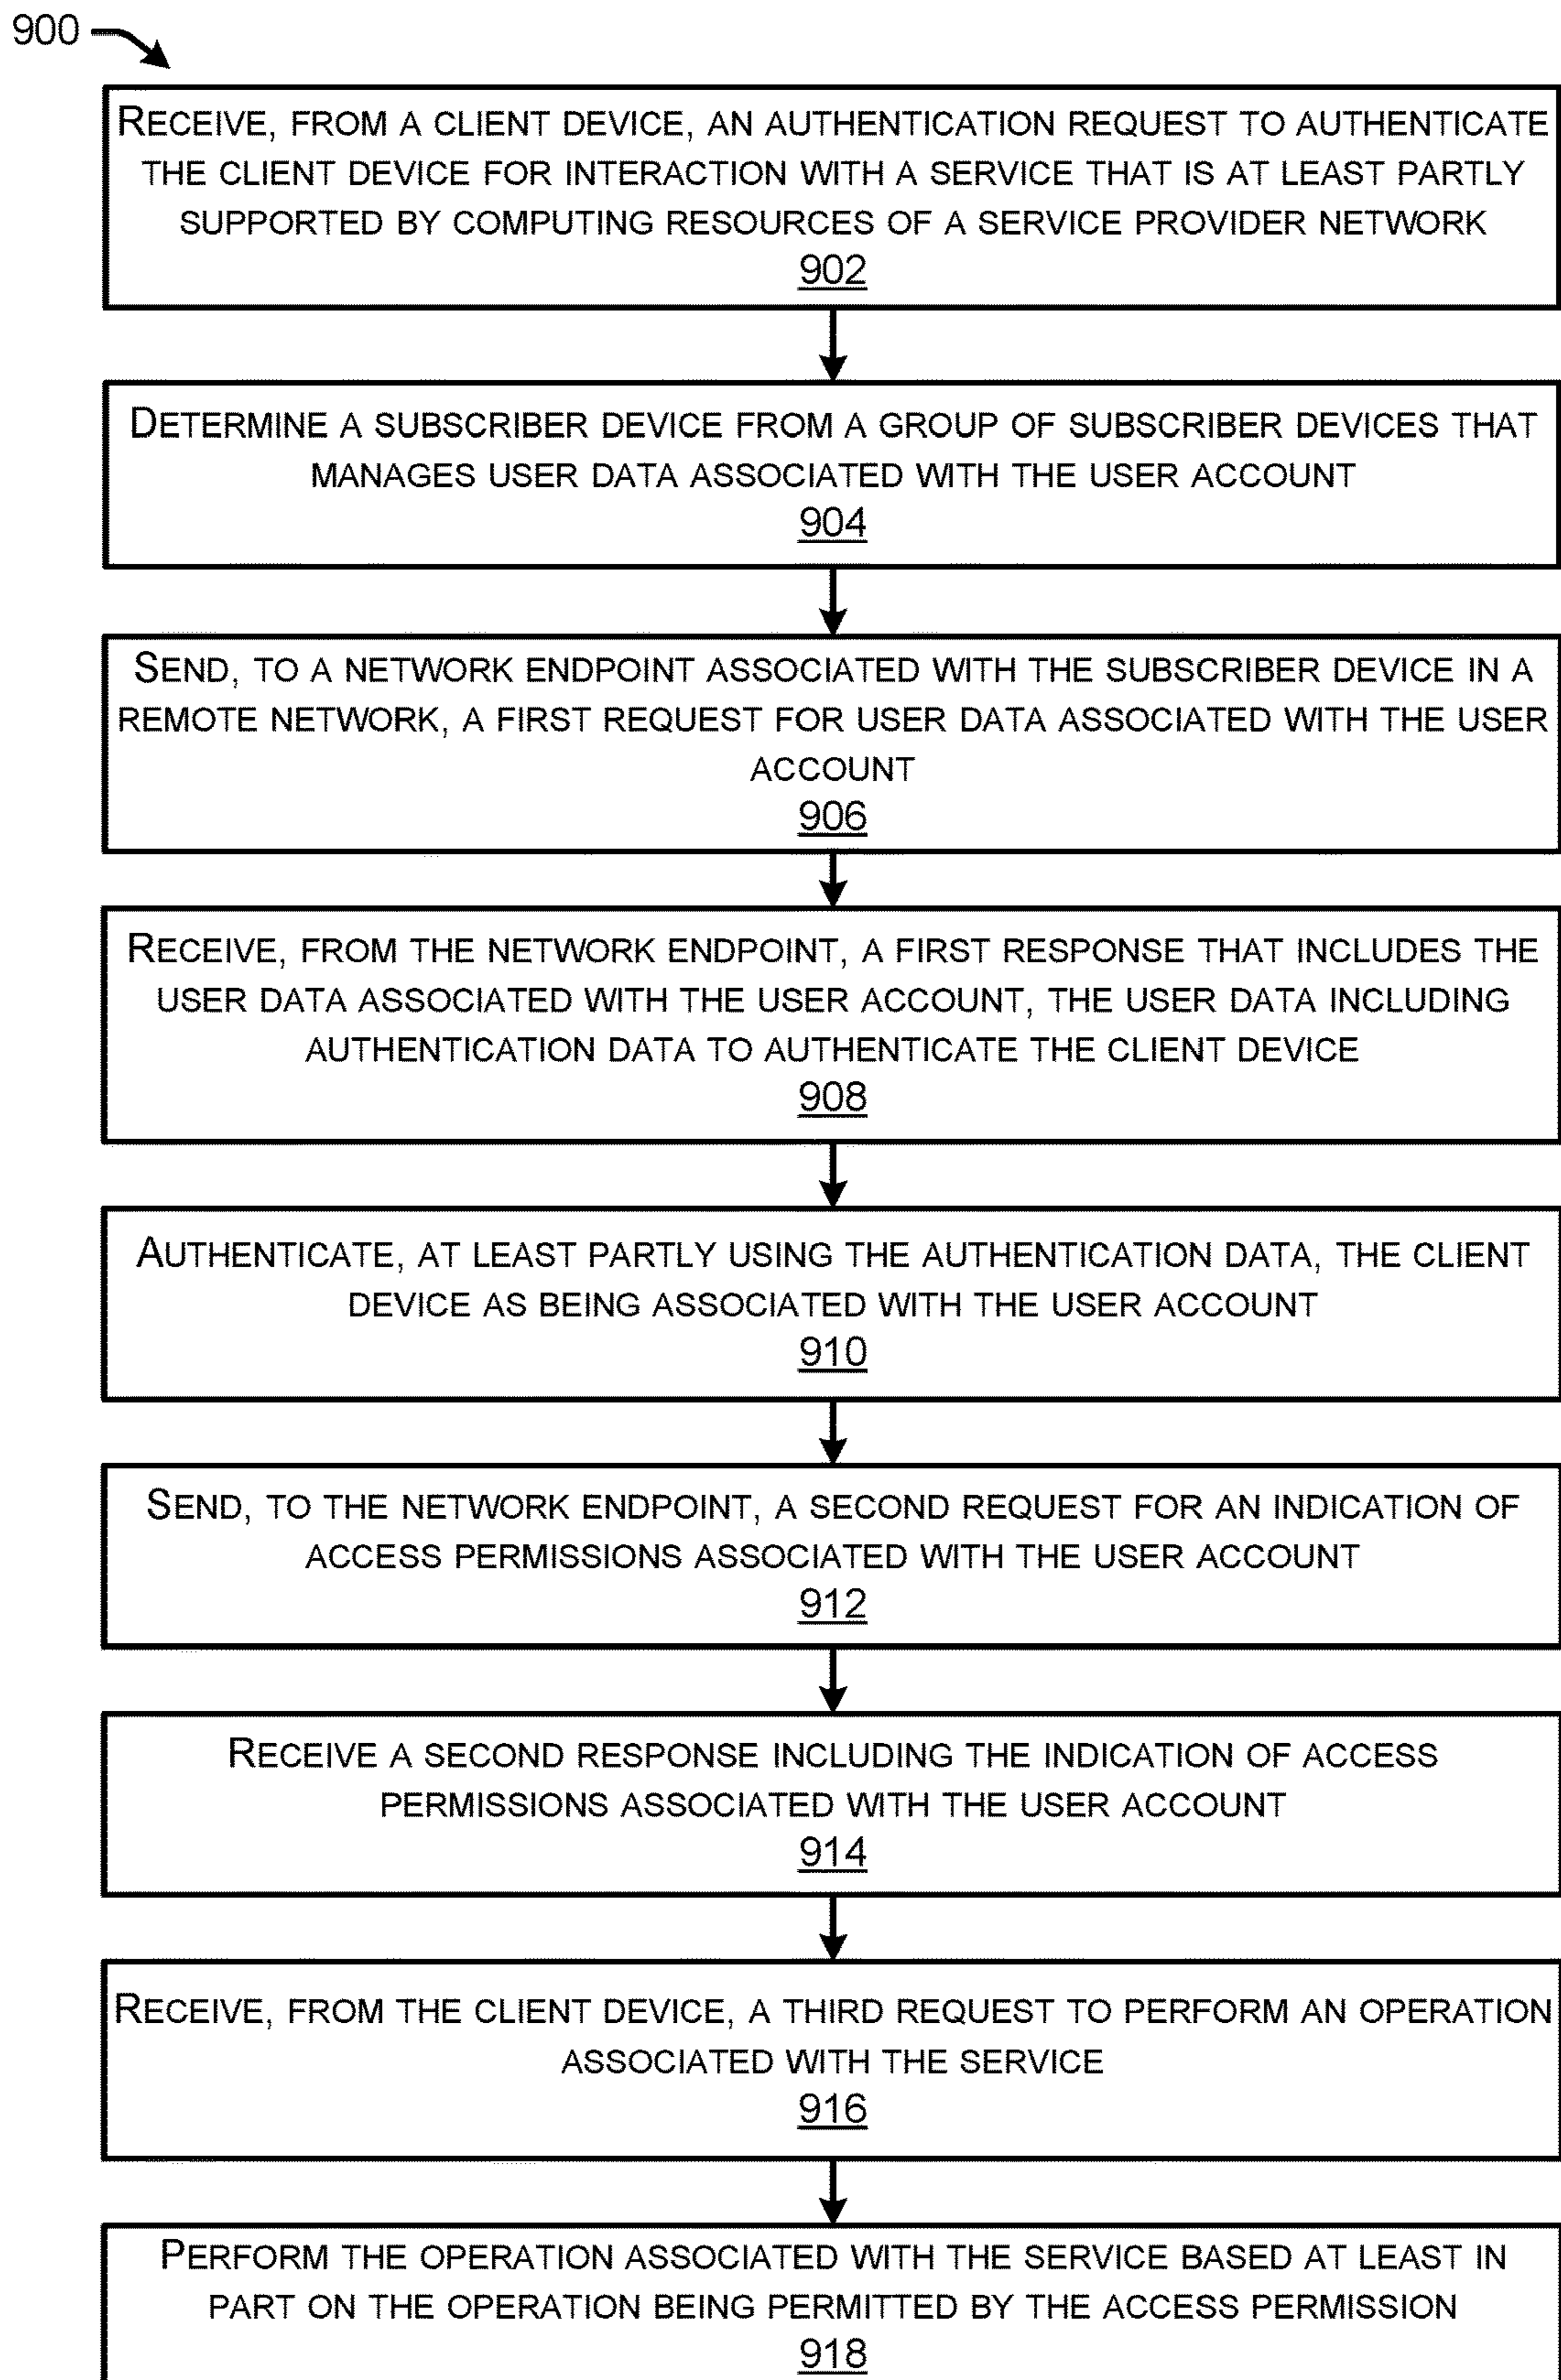 900
RECEIVE, FROM A CLIENT DEVICE, AN AUTHENTICATION REQUEST TO AUTHENTICATE
THE CLIENT DEVICE FOR INTERACTION WITH A SERVICE THAT IS AT LEAST PARTLY
SUPPORTED BY COMPUTING RESOURCES OF A SERVICE PROVIDER NETWORK
902
DETERMINE A SUBSCRIBER DEVICE FROM A GROUP OF SUBSCRIBER DEVICES THAT
MANAGES USER DATA ASSOCIATED WITH THE USER ACCOUNT
904
SEND, TO A NETWORK ENDPOINT ASSOCIATED WITH THE SUBSCRIBER DEVICE IN A
REMOTE NETWORK, A FIRST REQUEST FOR USER DATA ASSOCIATED WITH THE USER
ACCOUNT
906
RECEIVE, FROM THE NETWORK ENDPOINT, A FIRST RESPONSE THAT INCLUDES THE
USER DATA ASSOCIATED WITH THE USER ACCOUNT, THE USER DATA INCLUDING
AUTHENTICATION DATA TO AUTHENTICATE THE CLIENT DEVICE
908
AUTHENTICATE, AT LEAST PARTLY USING THE AUTHENTICATION DATA, THE CLIENT
DEVICE AS BEING ASSOCIATED WITH THE USER ACCOUNT
910
SEND, TO THE NETWORK ENDPOINT, A SECOND REQUEST FOR AN INDICATION OF
ACCESS PERMISSIONS ASSOCIATED WITH THE USER ACCOUNT
912
RECEIVE A SECOND RESPONSE INCLUDING THE INDICATION OF ACCESS
PERMISSIONS ASSOCIATED WITH THE USER ACCOUNT
914
RECEIVE, FROM THE CLIENT DEVICE, A THIRD REQUEST TO PERFORM AN OPERATION
ASSOCIATED WITH THE SERVICE
916
PERFORM THE OPERATION ASSOCIATED WITH THE SERVICE BASED AT LEAST IN
PART ON THE OPERATION BEING PERMITTED BY THE ACCESS PERMISSION
918